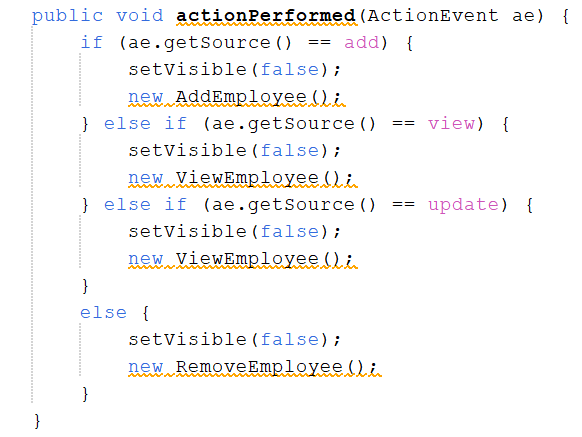 public void actionPerformed(ActionEvent ae) {
    if (ae.getSource() == add) {
        setVisible(false);
        new AddEmployee();
    } else if (ae.getSource() == view) {
        setVisible(false);
        new ViewEmployee();
    } else if (ae.getSource() == update) {
        setVisible(false);
        new ViewEmployee();
    }
    else {
        setVisible(false);
        new RemoveEmployee();
    }
}